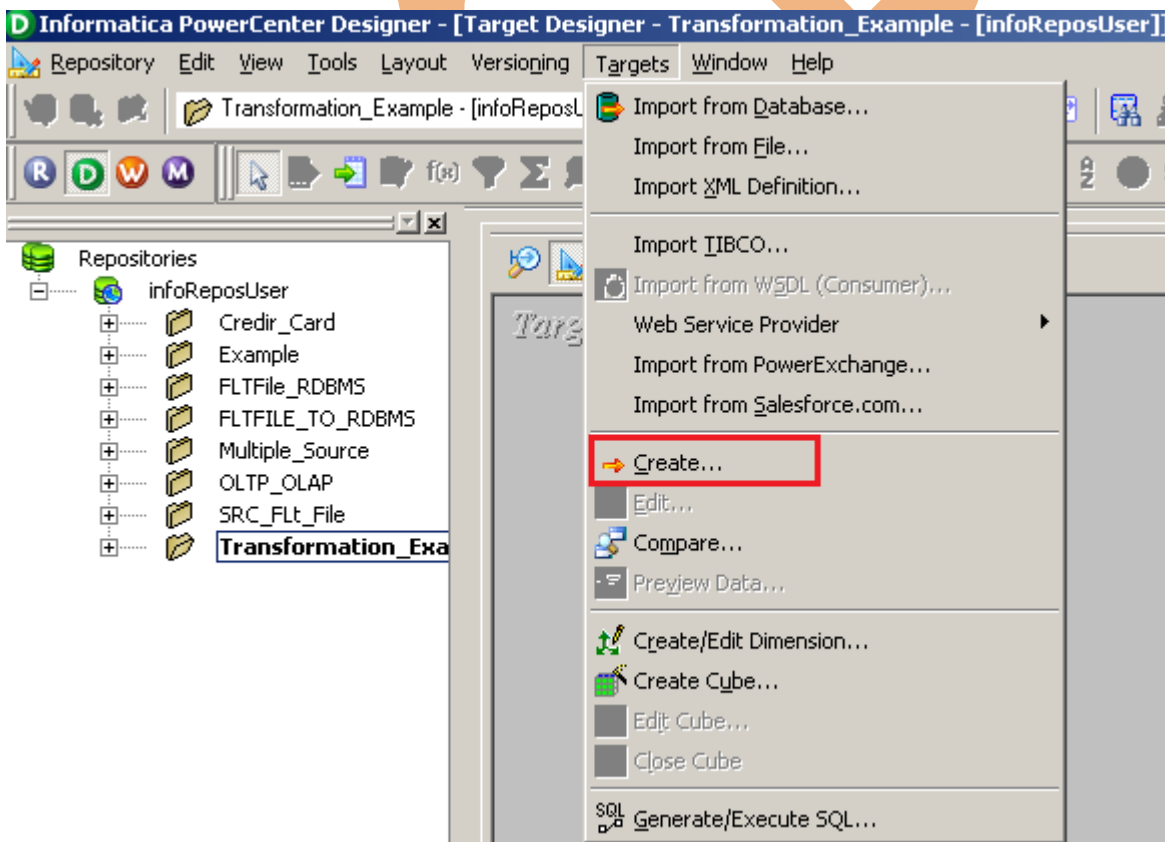 Informatica PowerCenter Designer - [Target Designer - Transformation_Example - [infoReposUser]]
Repository Edit View Tools Layout Versioning Targets Window Help
Transformation_Example - [infoReposU
R D W M f(x) Σ
Repositories
infoReposUser
Credir_Card
Example
FLTFile_RDBMS
FLTFILE_TO_RDBMS
Multiple_Source
OLTP_OLAP
SRC_FLt_File
Transformation_Exa
Targ
Import from Database...
Import from File...
Import XML Definition...
Import TIBCO...
Import from WSDL (Consumer)...
Web Service Provider
Import from PowerExchange...
Import from Salesforce.com...
Create...
Edit...
Compare...
Preview Data...
Create/Edit Dimension...
Create Cube...
Edit Cube...
Close Cube
SQL Generate/Execute SQL...